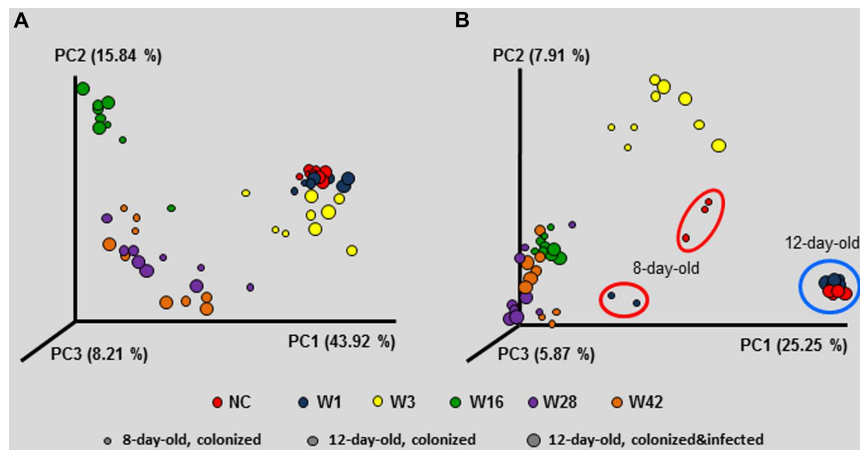 A
B
PC2 (15.84 %)
PC2 (7.91 %)
12-day-old
8-day-old
PC1 (43.92 %)
PC1 (25.25 %)
PC3 (8.21 %)
PC3 (5.87 %)
NC W1 W3 W16 W28 W42
8-day-old, colonized 12-day-old, colonized 12-day-old, colonized&infected